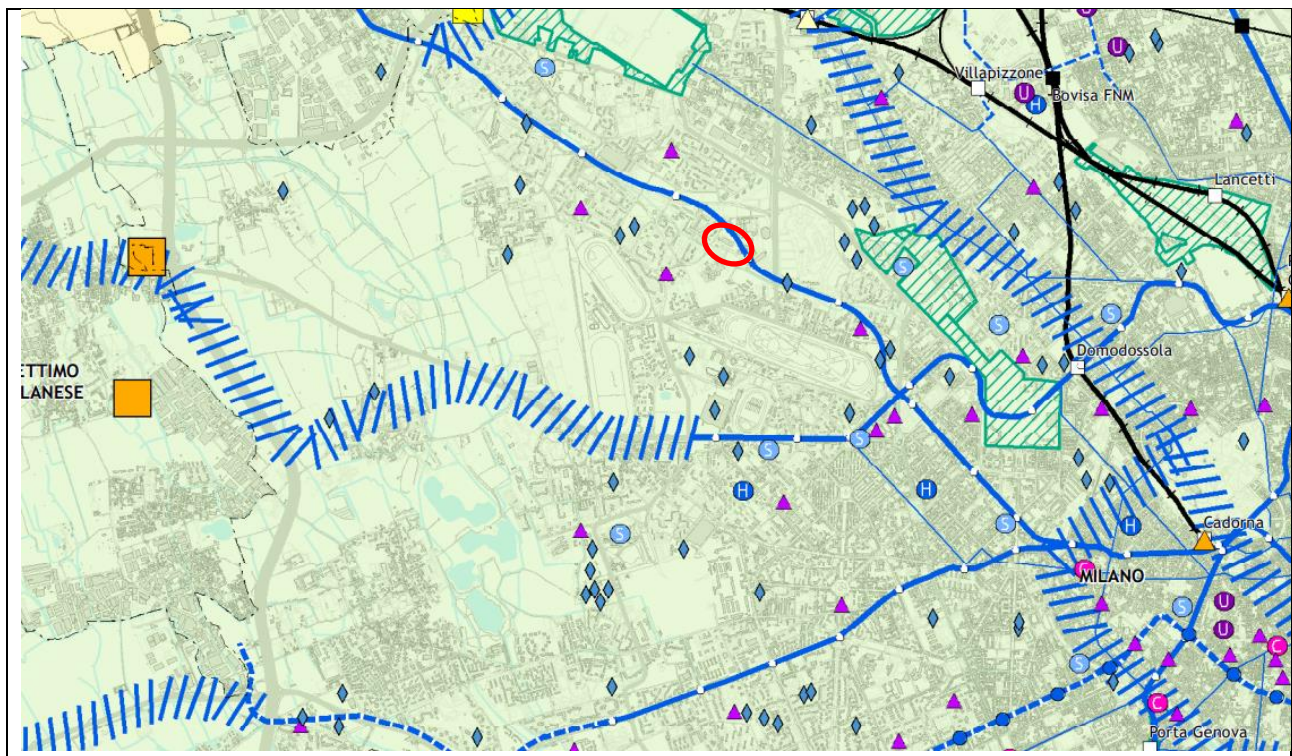 U
U
S
Villapizzone
U
H
Bovisa FNM
Lancetti
S
S
S
Domodossola
ETTIMO
LANESE
S
S
H
H
S
H
Cadorna
S
C
MILANO
S
U
U
C
S
C
Porta Genova